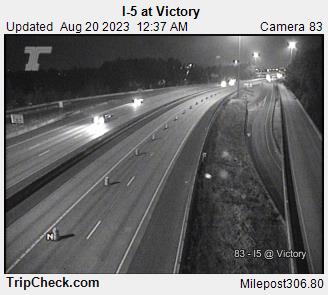 I-5 at Victory
Updated Aug 20 2023 12:37 AM Camera 83
T
N
83 - I5 @ Victory
TripCheck.com Milepost306.80